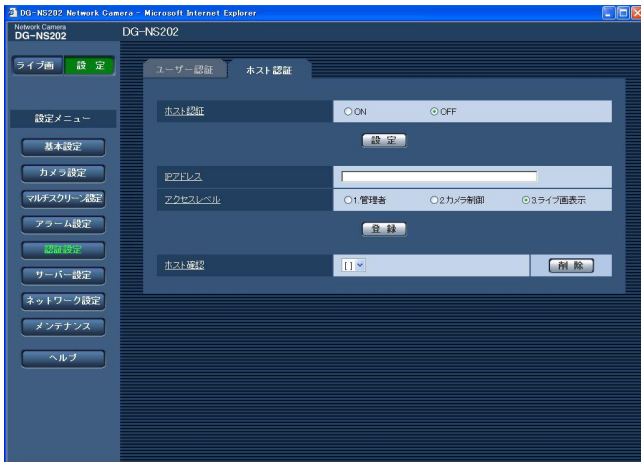 DG-NS202 Network Camera - Microsoft Internet Explorer
Network Camera
DG-NS202
DG-NS202
ライブ画 設 定
設定メニュー
基本設定
カメラ設定
マルチスクリーン設定
アラーム設定
認証設定
サーバー設定
ネットワーク設定
メンテナンス
ヘルプ
ユーザー認証 ホスト認証
ホスト認証 ON OFF
設 定
IPアドレス
アクセスレベル 1.管理者 2.カメラ制御 3.ライブ画表示
登 録
ホスト確認 [ ] 削 除